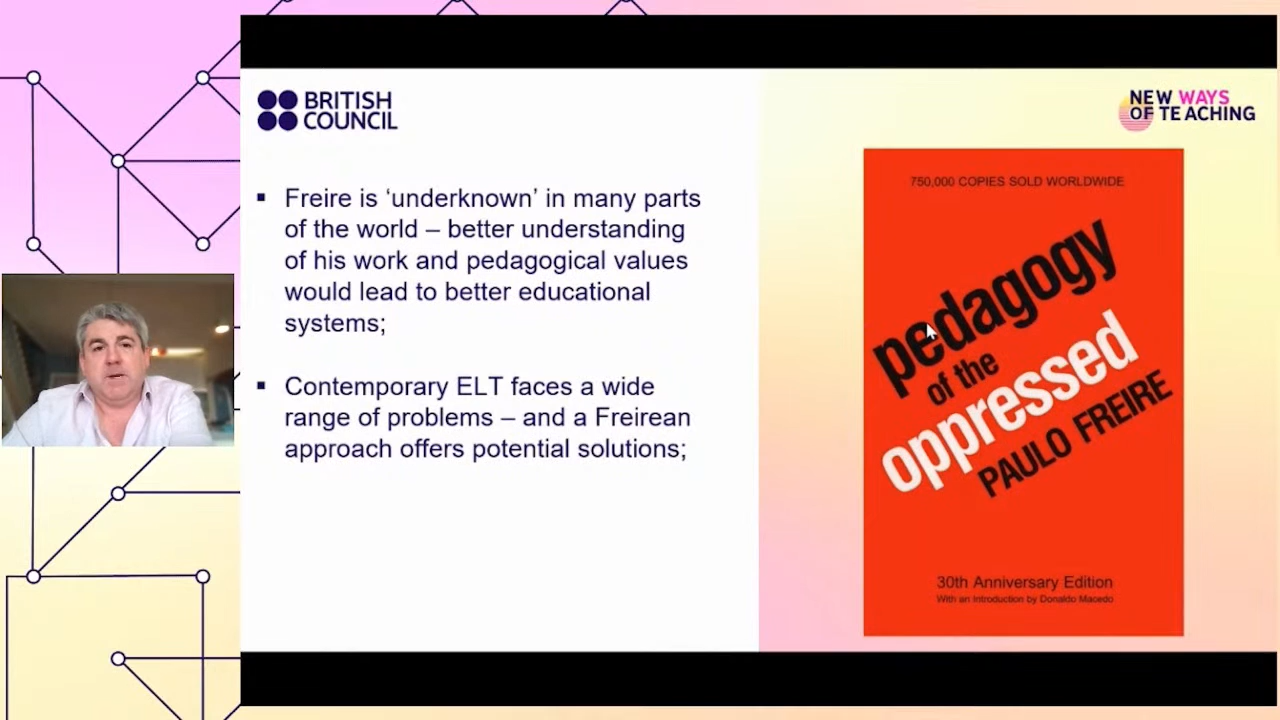 BRITISH
COUNCIL
NEW WAYS
OF TEACHING
▪ Freire is ‘underknown’ in many parts
of the world – better understanding
of his work and pedagogical values
would lead to better educational
systems;
▪ Contemporary ELT faces a wide
range of problems – and a Freirean
approach offers potential solutions;
750,000 COPIES SOLD WORLDWIDE
pedagogy
of the
oppressed
PAULO FREIRE
30th Anniversary Edition
With an Introduction by Donaldo Macedo